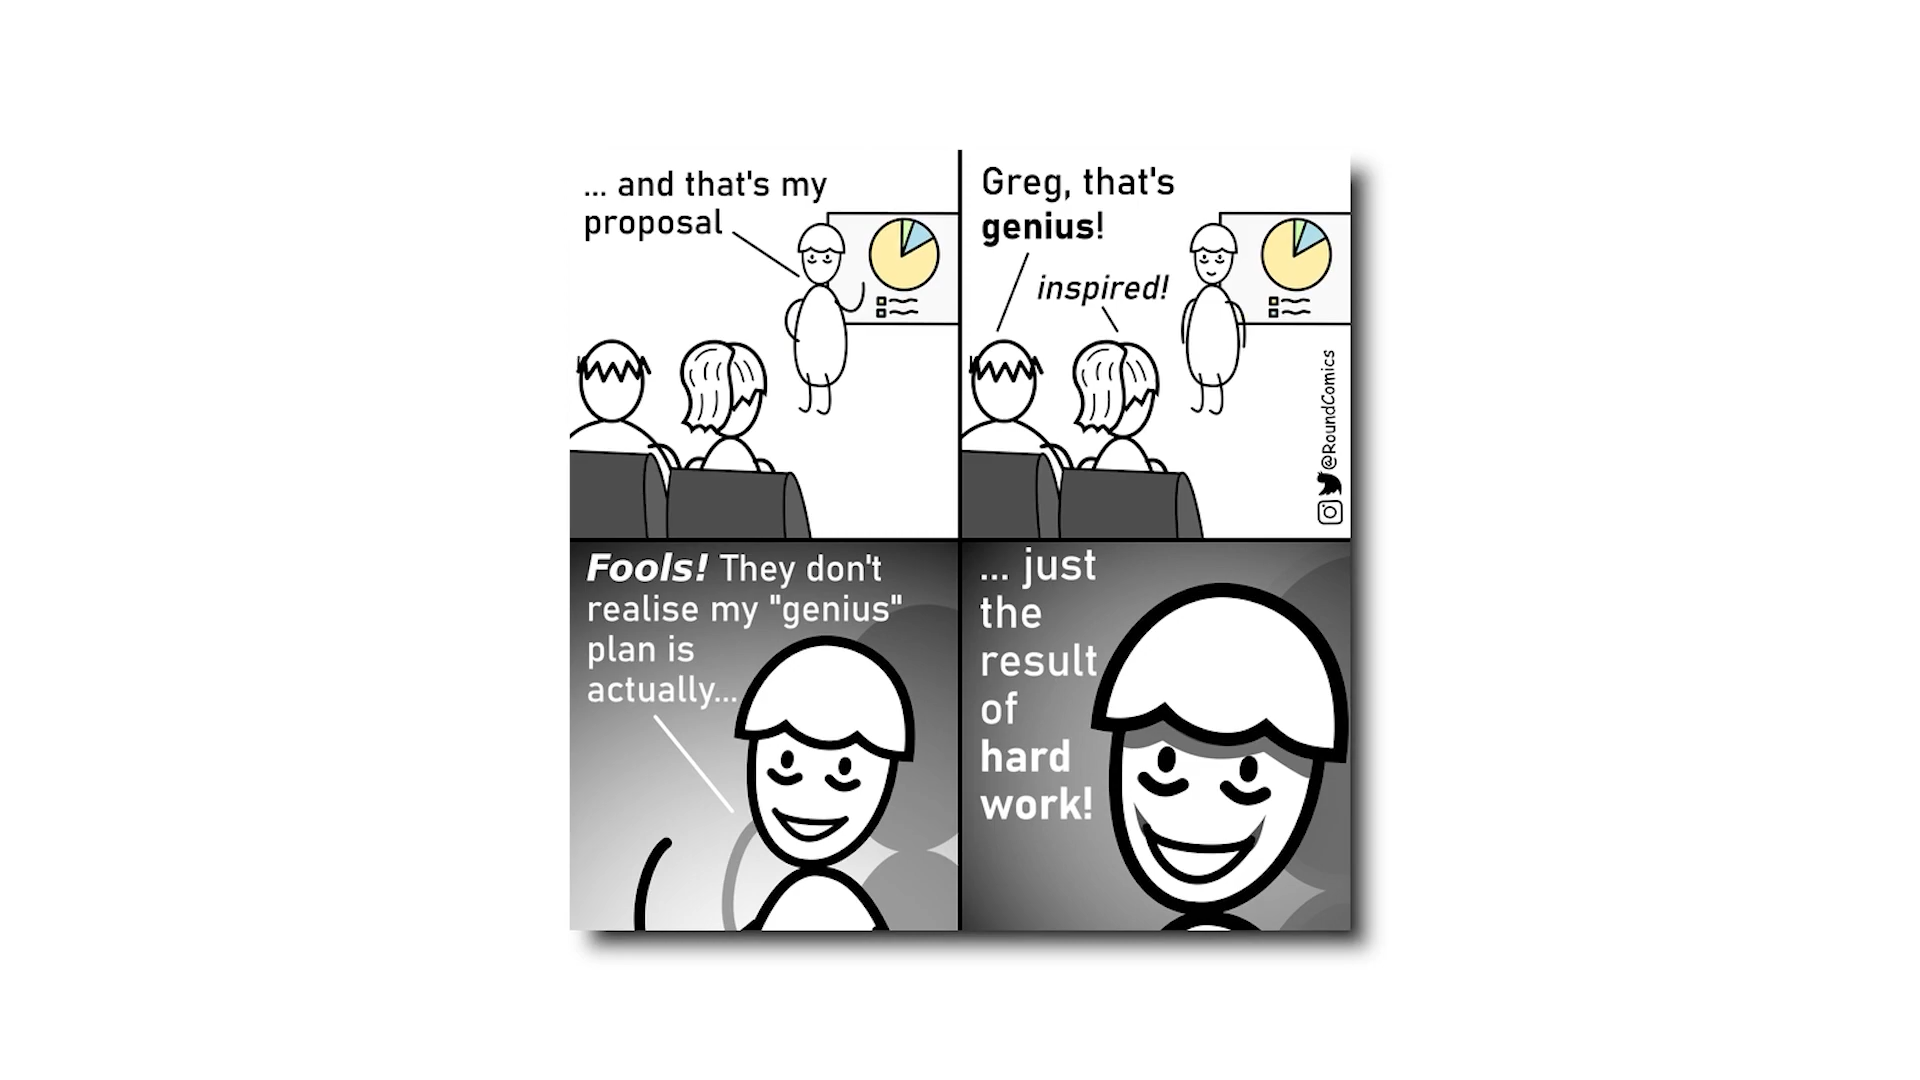 ... and that's my
proposal
Greg, that's
genius!
inspired!
@RoundComics
Fools! They don't
realise my "genius"
plan is
actually...
... just
the
result
of
hard
work!